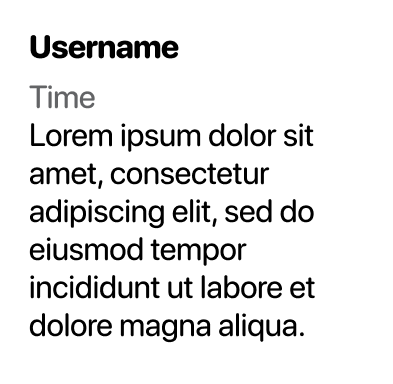 Username
Time
Lorem ipsum dolor sit
amet, consectetur
adipiscing elit, sed do
eiusmod tempor
incididunt ut labore et
dolore magna aliqua.